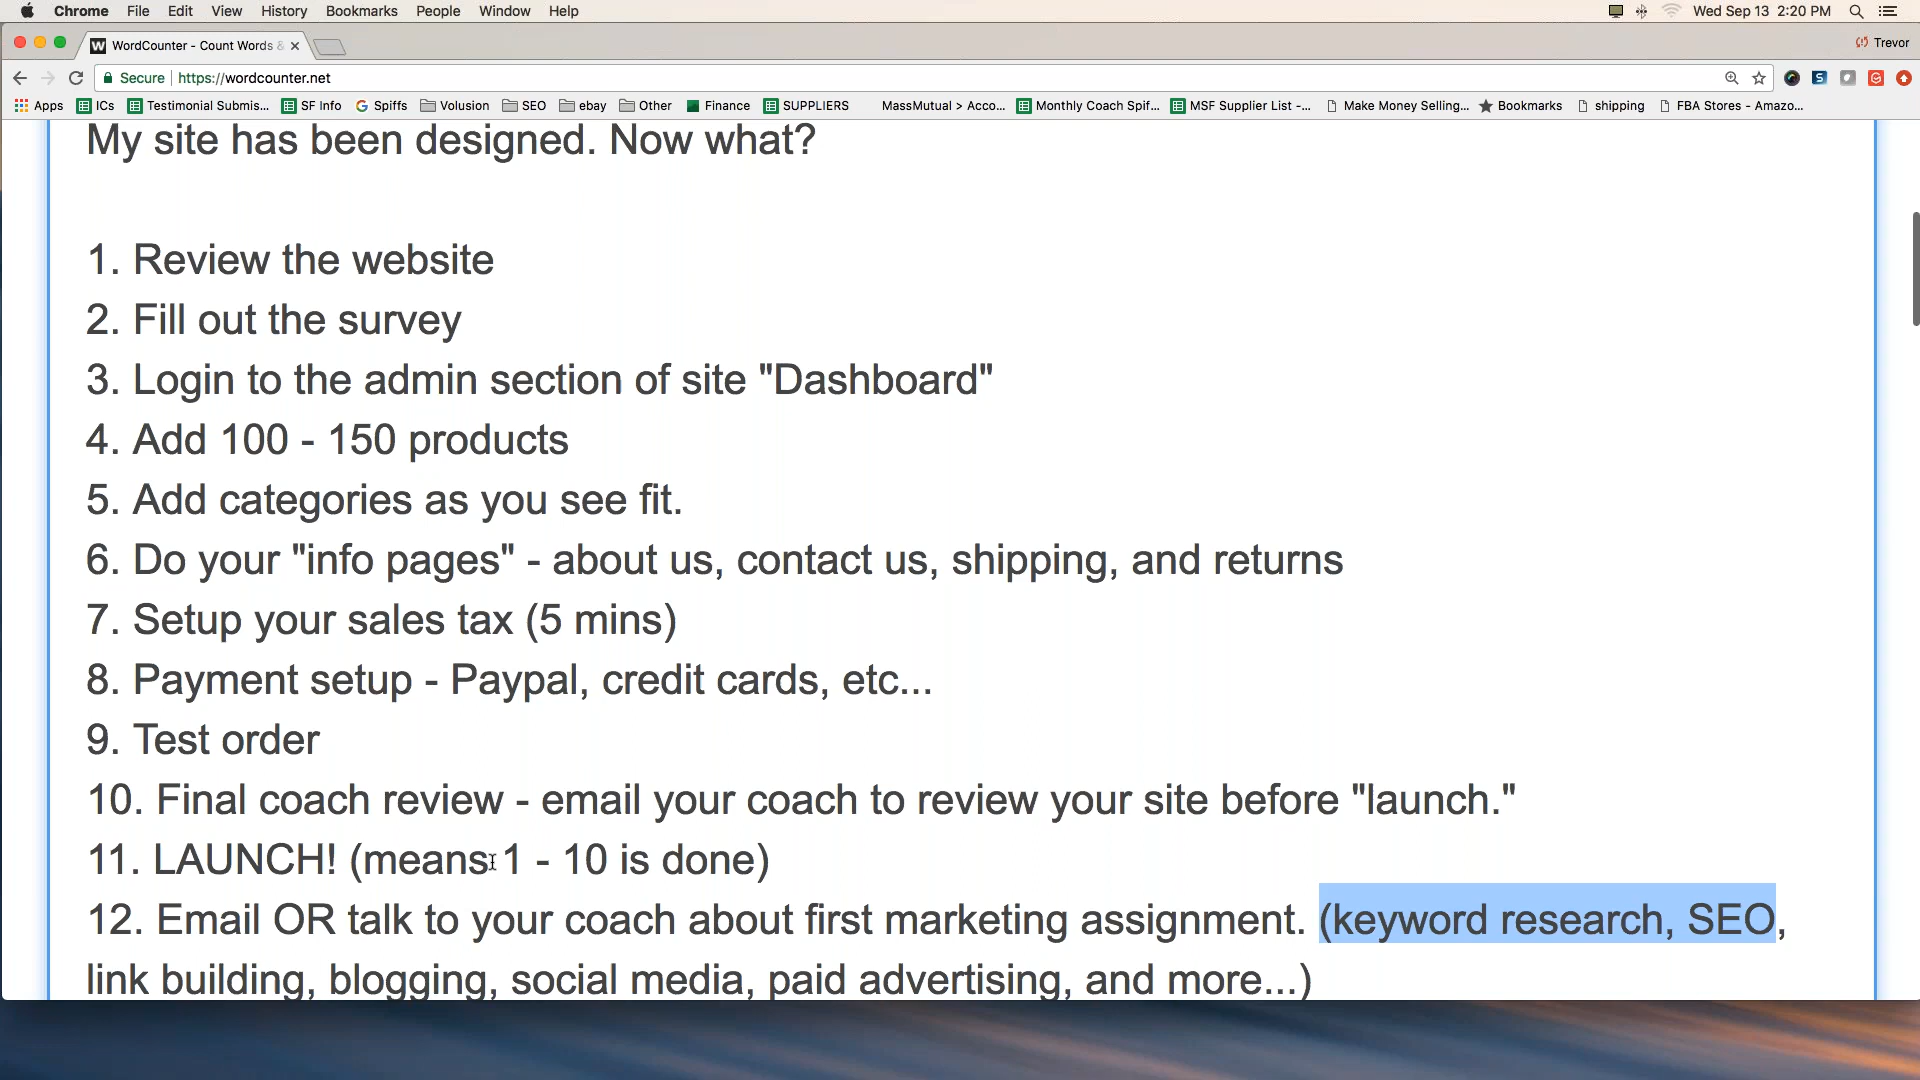 Chrome File Edit View History Bookmarks People Window Help Wed Sep 13 2:20 PM
W WordCounter - Count Words & Trevor
Secure https://wordcounter.net
Apps ICs Testimonial Submis... SF Info Spiffs Volusion SEO ebay Other Finance SUPPLIERS MassMutual > Acco... Monthly Coach Spif... MSF Supplier List -... Make Money Selling... Bookmarks shipping FBA Stores - Amazo...
My site has been designed. Now what?
1. Review the website
2. Fill out the survey
3. Login to the admin section of site "Dashboard"
4. Add 100 - 150 products
5. Add categories as you see fit.
6. Do your "info pages" - about us, contact us, shipping, and returns
7. Setup your sales tax (5 mins)
8. Payment setup - Paypal, credit cards, etc...
9. Test order
10. Final coach review - email your coach to review your site before "launch."
11. LAUNCH! (means 1 - 10 is done)
12. Email OR talk to your coach about first marketing assignment. (keyword research, SEO,
link building, blogging, social media, paid advertising, and more...)